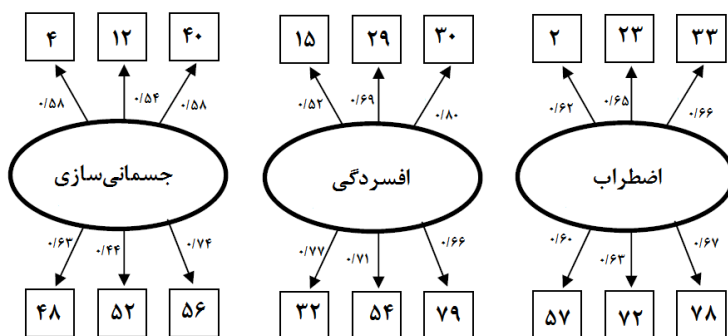 ۲ ۲۳ ۳۳
۰/۶۲ ۰/۶۵ ۰/۶۶
اضطراب
۰/۶۰ ۰/۶۳ ۰/۶۷
۵۷ ۷۲ ۷۸
۱۵ ۲۹ ۳۰
۰/۵۲ ۰/۶۹ ۰/۸۰
افسردگی
۰/۷۷ ۰/۷۱ ۰/۶۶
۳۲ ۵۴ ۷۹
۴ ۱۲ ۴۰
۰/۵۸ ۰/۵۴ ۰/۵۸
جسمانی‌سازی
۰/۶۳ ۰/۴۴ ۰/۷۴
۴۸ ۵۲ ۵۶